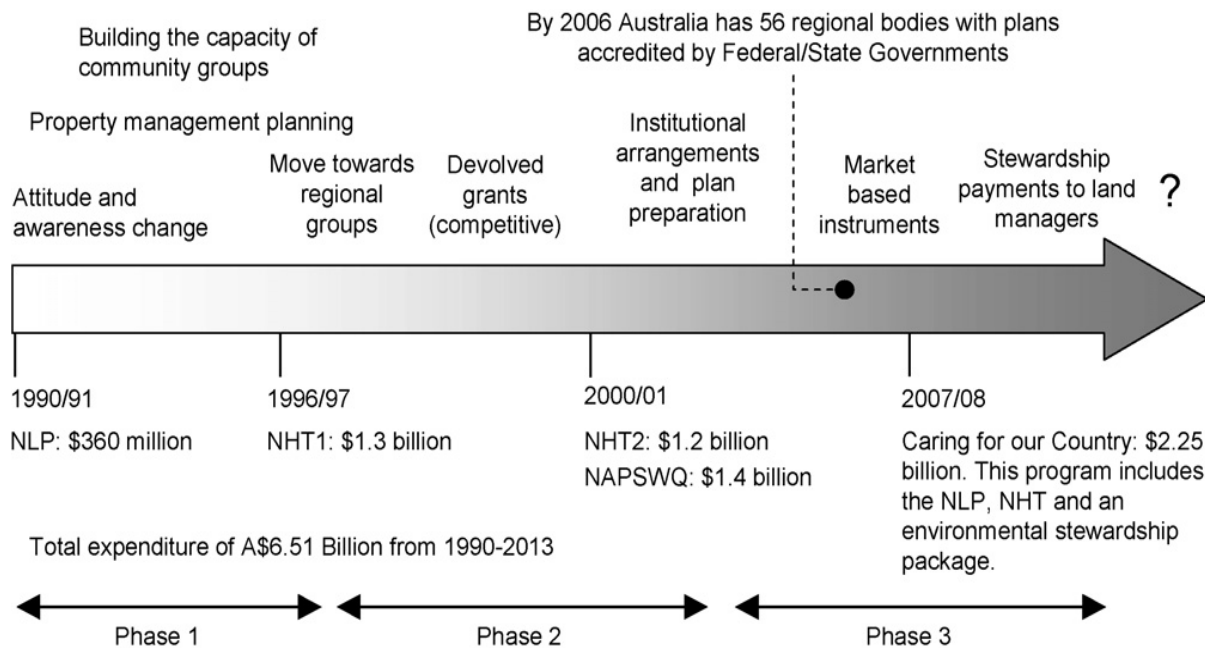 Building the capacity of
community groups
By 2006 Australia has 56 regional bodies with plans
accredited by Federal/State Governments
Property management planning
Attitude and
awareness change
Move towards
regional
groups
Devolved
grants
(competitive)
Institutional
arrangements
and plan
preparation
Market
based
instruments
Stewardship
payments to land
managers
?
1990/91
NLP: $360 million
1996/97
NHT1: $1.3 billion
2000/01
NHT2: $1.2 billion
NAPSWQ: $1.4 billion
2007/08
Caring for our Country: $2.25
billion. This program includes
the NLP, NHT and an
environmental stewardship
package.
Total expenditure of A$6.51 Billion from 1990-2013
Phase 1
Phase 2
Phase 3